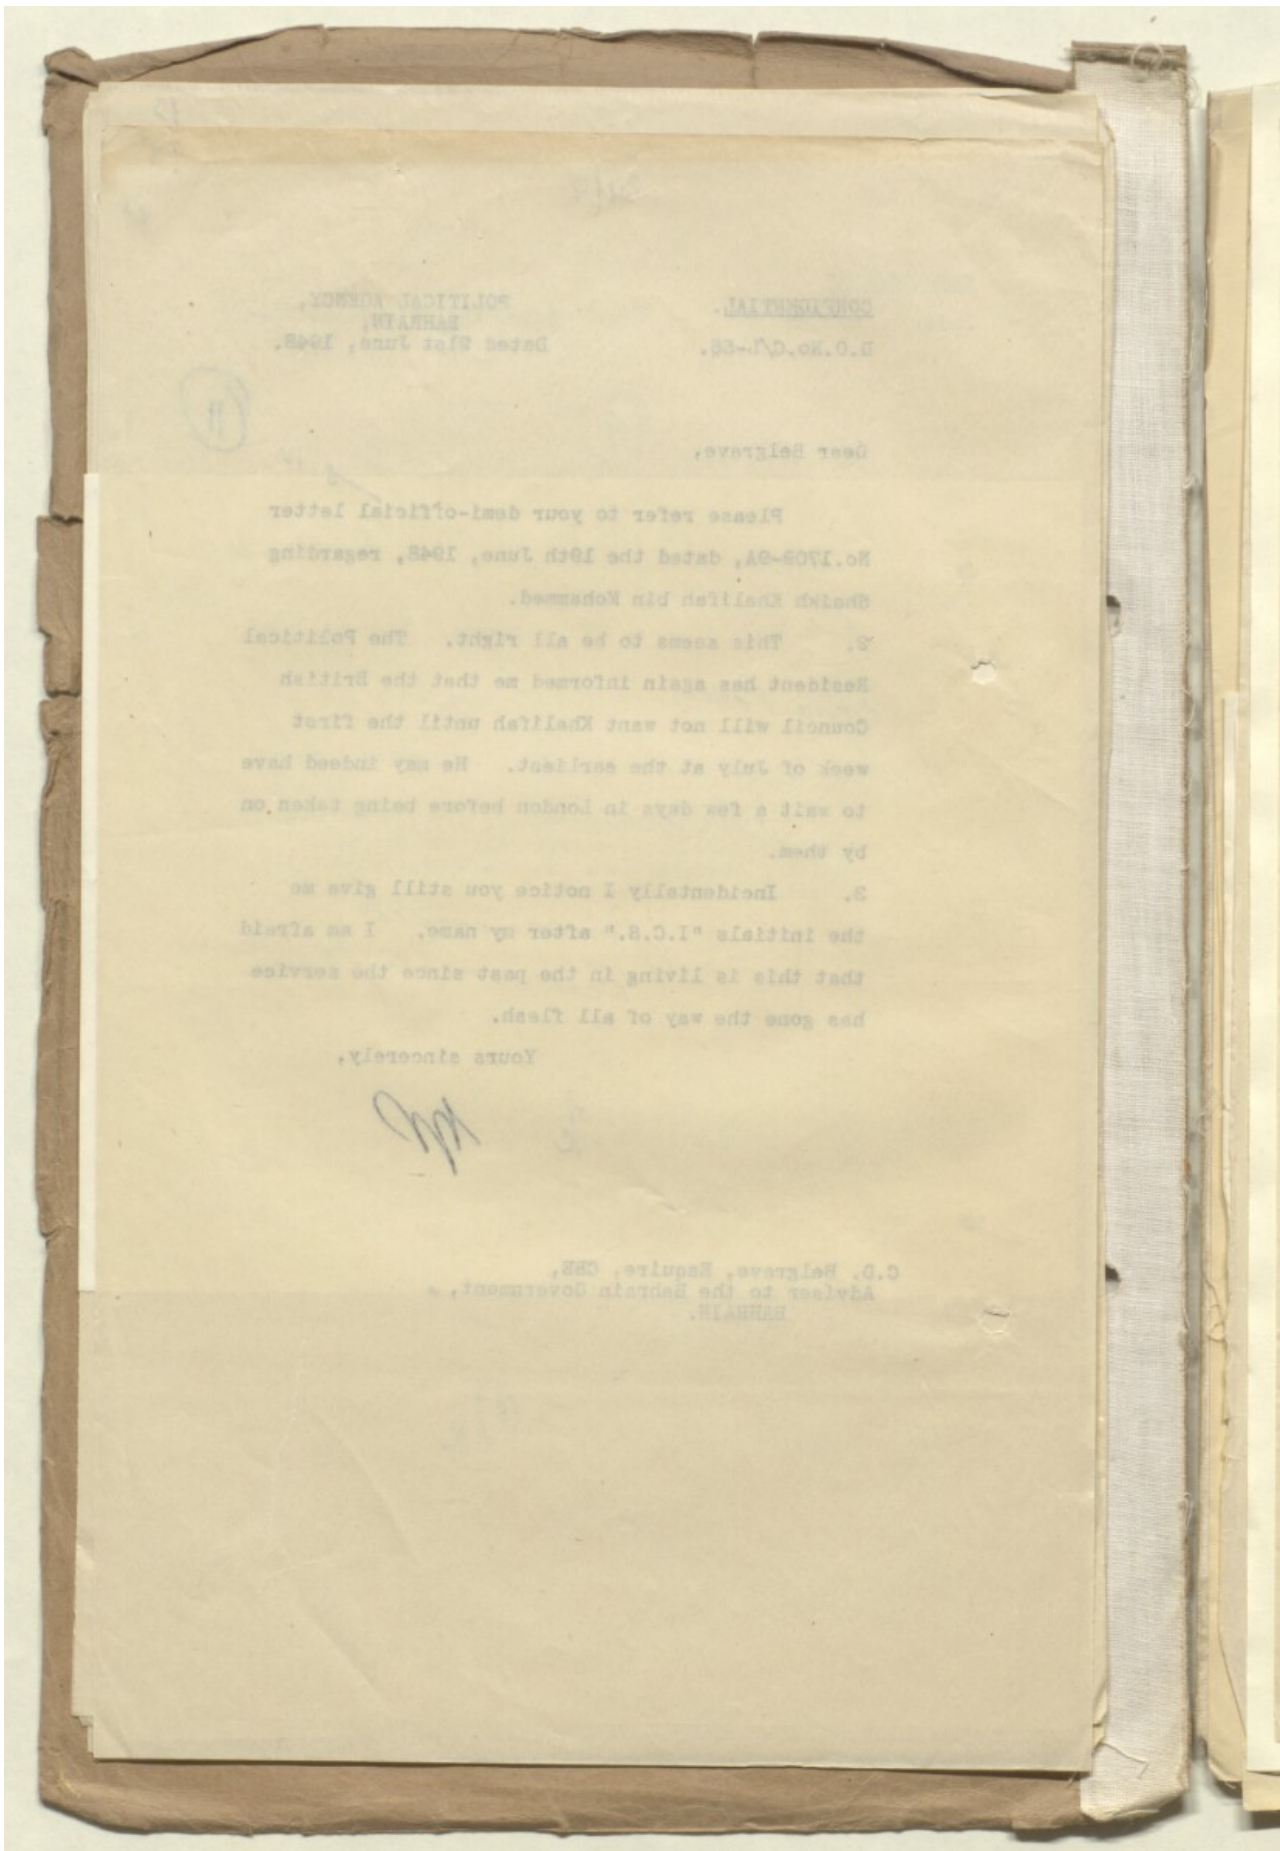 CONFIDENTIAL.
POLITICAL AGENCY,
BAHRAIN,
D.O.No.C/L-56.
Dated 21st June, 1948.
11
Dear Belgrave,
Please refer to your demi-official letter
No.1709-9A, dated the 19th June, 1948, regarding
Shaikh Khalifah bin Mohammed.
2. This seems to be all right. The Political
Resident has again informed me that the British
Council will not want Khalifah until the first
week of July at the earliest. He may indeed have
to wait a few days in London before being taken on
by them.
3. Incidentally I notice you still give me
the initials "I.C.S." after my name. I am afraid
that this is living in the past since the service
has gone the way of all flesh.
Yours sincerely,
C.D. Belgrave, Esquire, CBE,
Adviser to the Bahrain Government,
BAHRAIN.